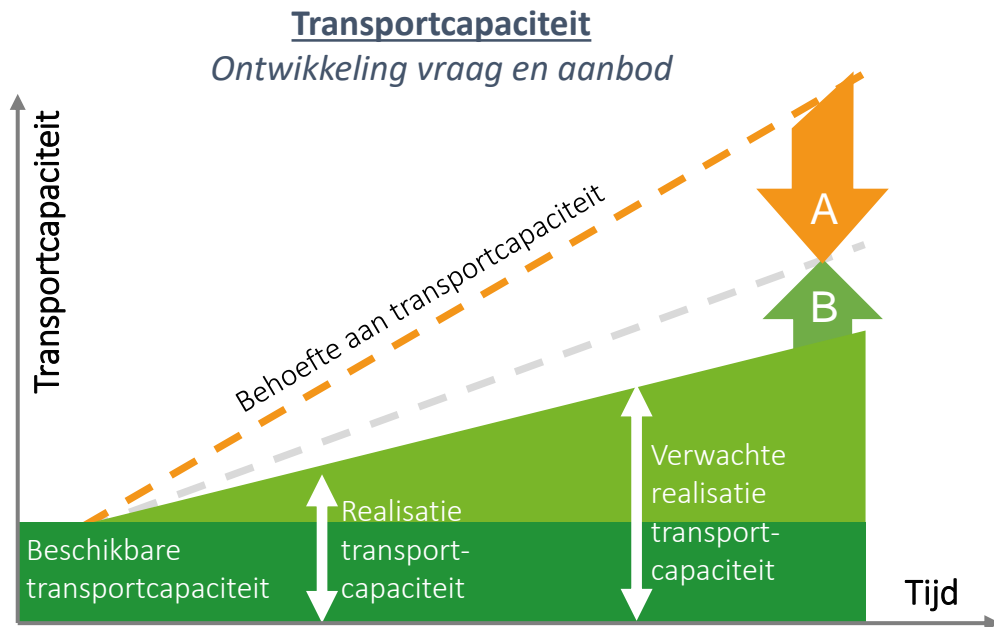 Transportcapaciteit
Ontwikkeling vraag en aanbod
Transportcapaciteit
Behoefte aan transportcapaciteit
A
B
Verwachte
realisatie
transport-
capaciteit
Realisatie
transport-
capaciteit
Beschikbare
transportcapaciteit
Tijd